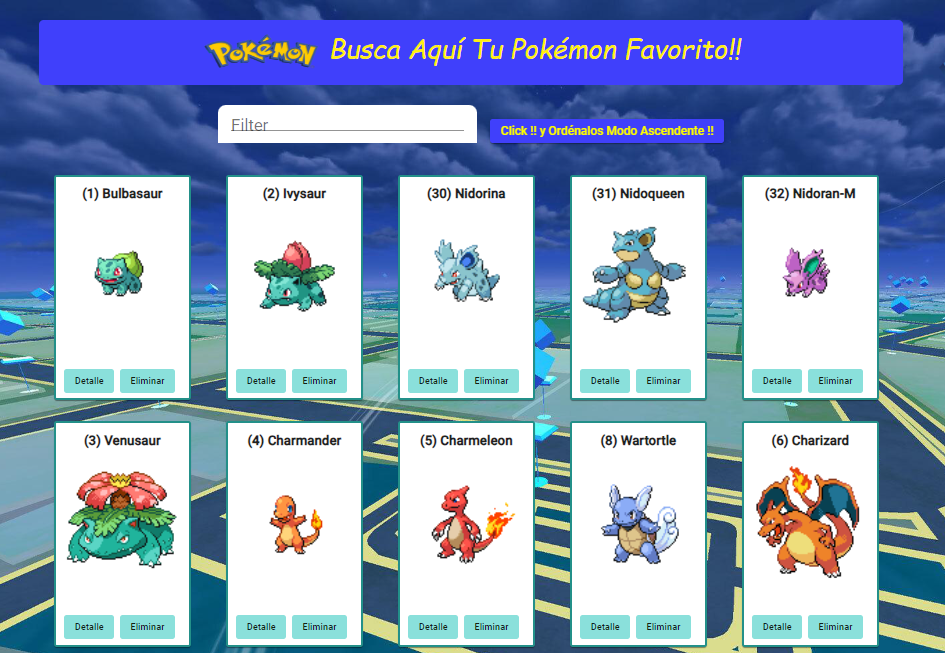 POKéMON Busca Aquí Tu Pokémon Favorito!!
Filter
Click !! y Ordénalos Modo Ascendente !!
(1) Bulbasaur
(2) Ivysaur
(30) Nidorina
(31) Nidoqueen
(32) Nidoran-M
Detalle Eliminar
Detalle Eliminar
Detalle Eliminar
Detalle Eliminar
Detalle Eliminar
(3) Venusaur
(4) Charmander
(5) Charmeleon
(8) Wartortle
(6) Charizard
Detalle Eliminar
Detalle Eliminar
Detalle Eliminar
Detalle Eliminar
Detalle Eliminar